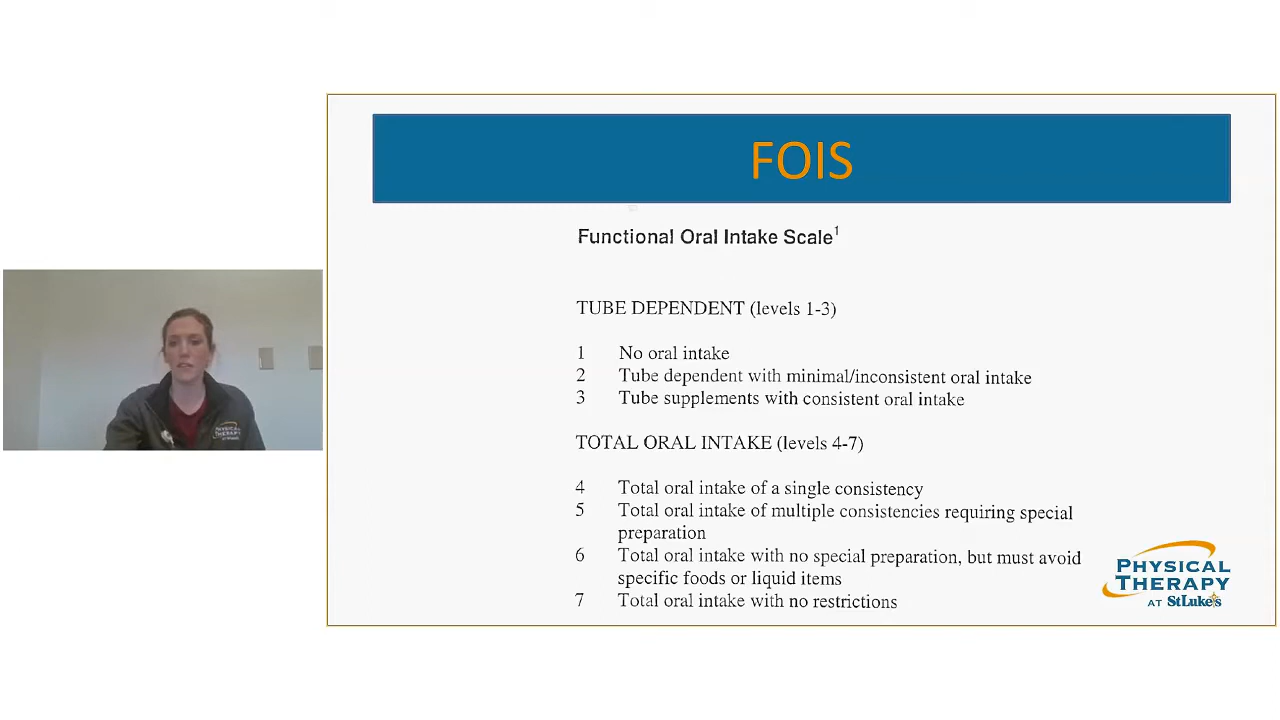 FOIS
Functional Oral Intake Scale1
TUBE DEPENDENT (levels 1-3)
1 No oral intake
2 Tube dependent with minimal/inconsistent oral intake
3 Tube supplements with consistent oral intake
TOTAL ORAL INTAKE (levels 4-7)
4 Total oral intake of a single consistency
5 Total oral intake of multiple consistencies requiring special
preparation
6 Total oral intake with no special preparation, but must avoid
specific foods or liquid items
7 Total oral intake with no restrictions
PHYSICAL
THERAPY
AT StLuke's
PHYSICAL
THERAPY